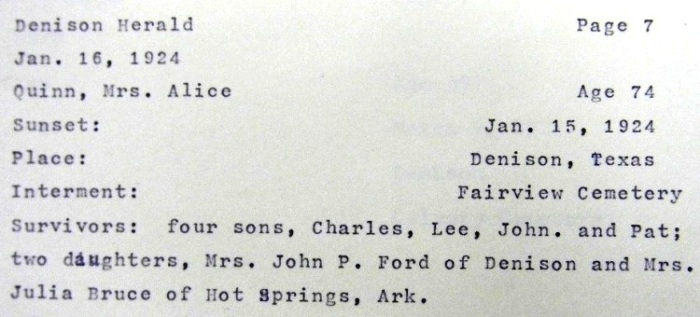 Denison Herald Page 7
Jan. 16, 1924
Quinn, Mrs. Alice Age 74
Sunset: Jan. 15, 1924
Place: Denison, Texas
Interment: Fairview Cemetery
Survivors: four sons, Charles, Lee, John. and Pat;
two daughters, Mrs. John P. Ford of Denison and Mrs.
Julia Bruce of Hot Springs, Ark.